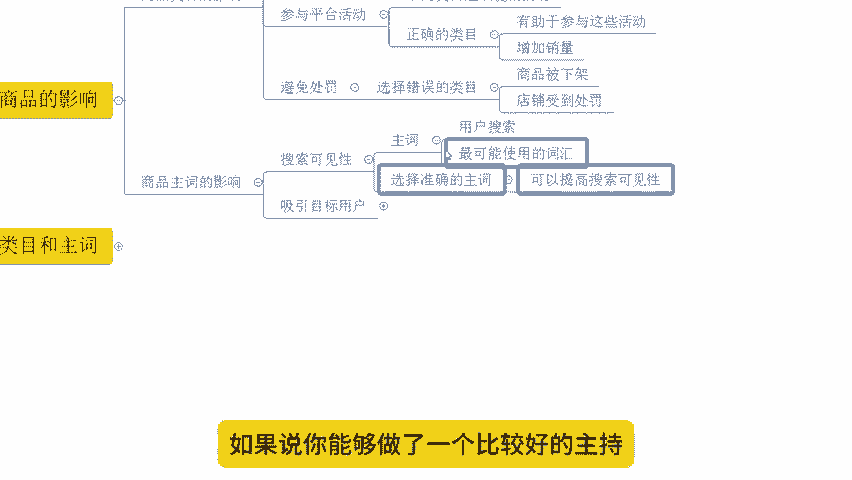 参与平台活动
正确的类目
有助于参与这些活动
增加销量
避免处罚
选择错误的类目
商品被下架
店铺受到处罚
商品的影响
商品主词的影响
搜索可见性
主词
用户搜索
最可能使用的词汇
选择准确的主词
可以提高搜索可见性
吸引目标用户
类目和主词
如果说你能够做了一个比较好的主持